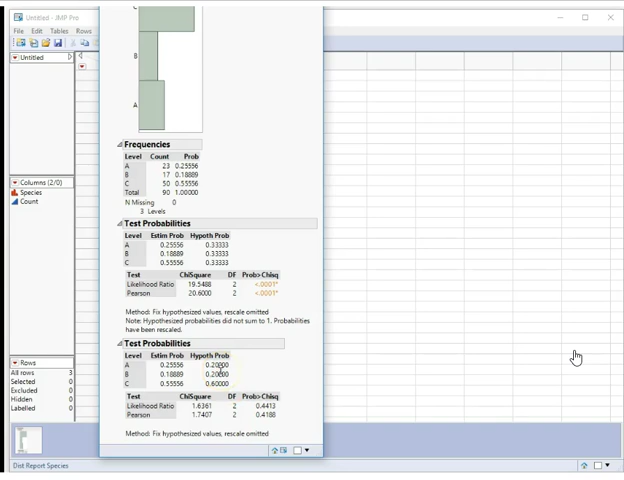 Untitled - JMP Pro
File Edit Tables Rows
Untitled
Columns (2/0)
Species
Count
Rows
All rows 3
Selected 0
Excluded 0
Hidden 0
Labelled 0
C
B
A
Frequencies
Level Count Prob
A 23 0.25556
B 17 0.18889
C 50 0.55556
Total 90 1.00000
N Missing 0
3 Levels
Test Probabilities
Level Estim Prob Hypoth Prob
A 0.25556 0.33333
B 0.18889 0.33333
C 0.55556 0.33333
Test ChiSquare DF Prob>Chisq
Likelihood Ratio 19.5488 2 <.0001*
Pearson 20.6000 2 <.0001*
Method: Fix hypothesized values, rescale omitted
Note: Hypothesized probabilities did not sum to 1. Probabilities
have been rescaled.
Test Probabilities
Level Estim Prob Hypoth Prob
A 0.25556 0.20000
B 0.18889 0.20000
C 0.55556 0.60000
Test ChiSquare DF Prob>Chisq
Likelihood Ratio 1.6361 2 0.4413
Pearson 1.7407 2 0.4188
Method: Fix hypothesized values, rescale omitted
Dist Report Species